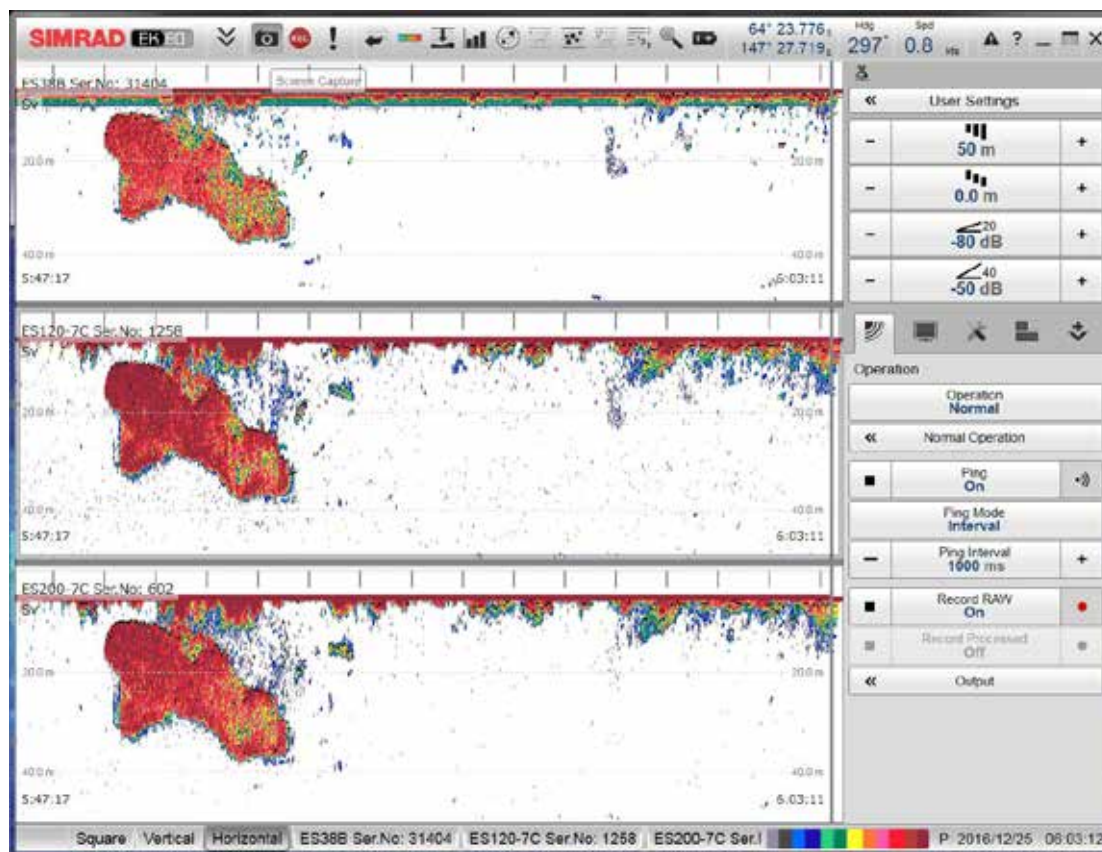 SIMRAD EK80
64° 23.776
147° 27.719
Hdg
297°
Spd
0.8 kts
?
Screen Capture
ES38B Ser.No: 31404
Sv
20.0 m
20.0 m
40.0 m
40.0 m
5:47:17
6:03:11
ES120-7C Ser.No: 1258
Sv
20.0 m
20.0 m
40.0 m
40.0 m
5:47:17
6:03:11
ES200-7C Ser.No: 602
Sv
20.0 m
20.0 m
40.0 m
40.0 m
5:47:17
6:03:11
User Settings
- 50 m +
- 0.0 m +
20
- -80 dB +
40
- -50 dB +
Operation
Operation
Normal
Normal Operation
Ping
On
Ping Mode
Interval
Ping Interval
- 1000 ms +
Record RAW
On
Record Processed
Off
Output
Square Vertical Horizontal ES38B Ser.No: 31404 ES120-7C Ser.No: 1258 ES200-7C Ser.I P: 2016/12/25 06:03:12